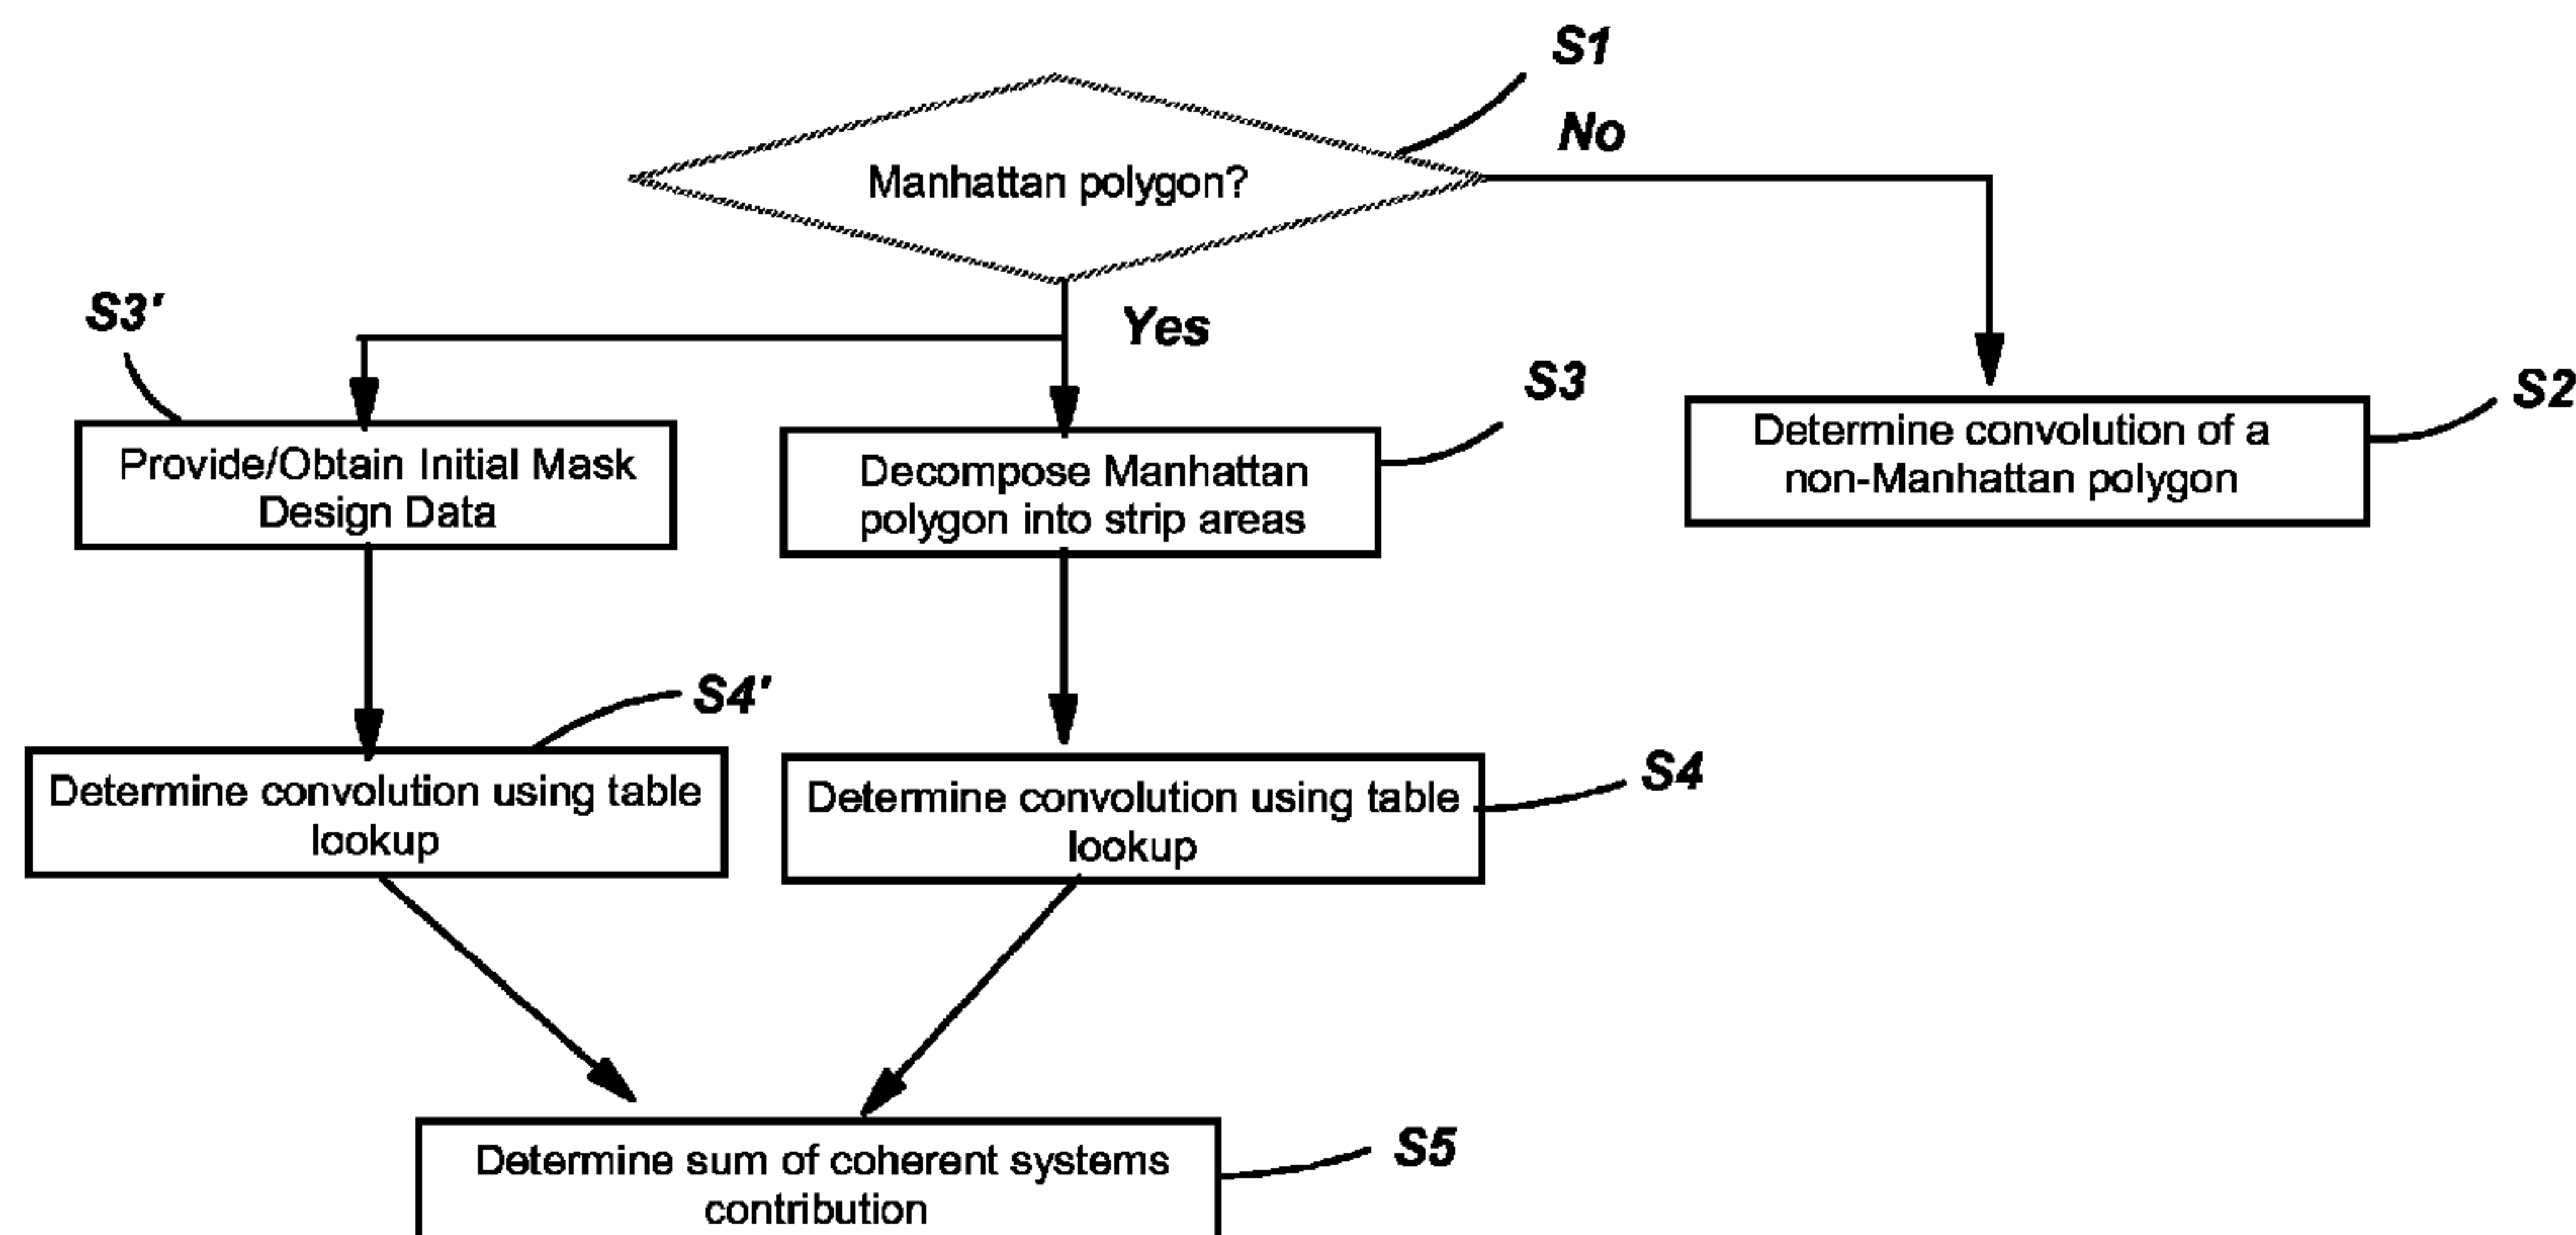 S1
No
Manhattan polygon?
S3'
Yes
S3
S2
Provide/Obtain Initial Mask
Design Data
Decompose Manhattan
polygon into strip areas
Determine convolution of a
non-Manhattan polygon
S4'
S4
Determine convolution using table
lookup
Determine convolution using table
lookup
S5
Determine sum of coherent systems
contribution